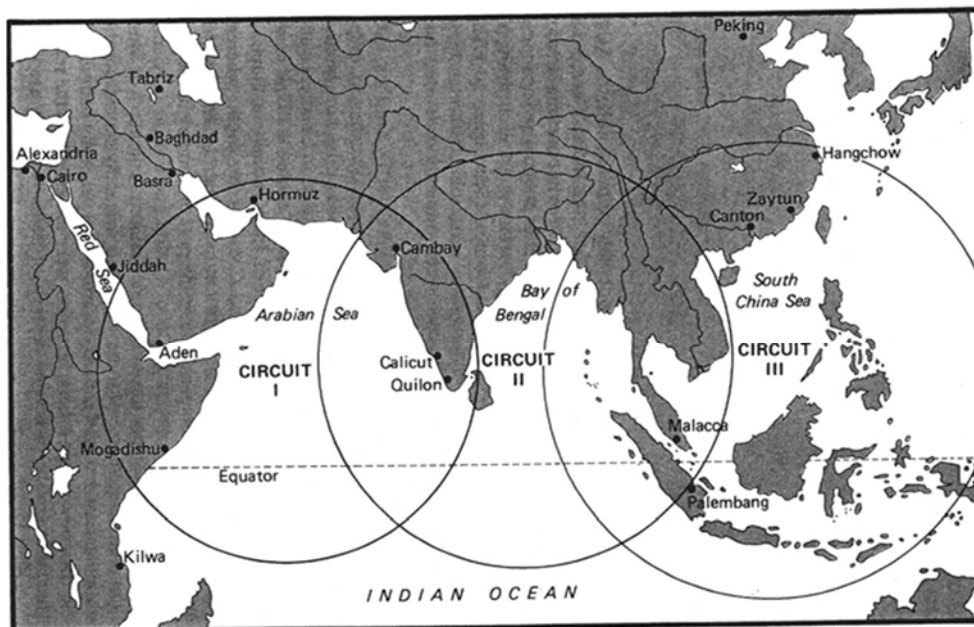 Peking
Tabriz
Baghdad
Alexandria
Cairo
Basra
Hormuz
Hangchow
Zaytun
Canton
Cambay
Red
Sea
Jiddah
Arabian Sea
Bay of
Bengal
South
China Sea
Aden
CIRCUIT
I
Calicut
Quilon
CIRCUIT
II
CIRCUIT
III
Mogadishu
Malacca
Equator
Palembang
Kilwa
INDIAN OCEAN